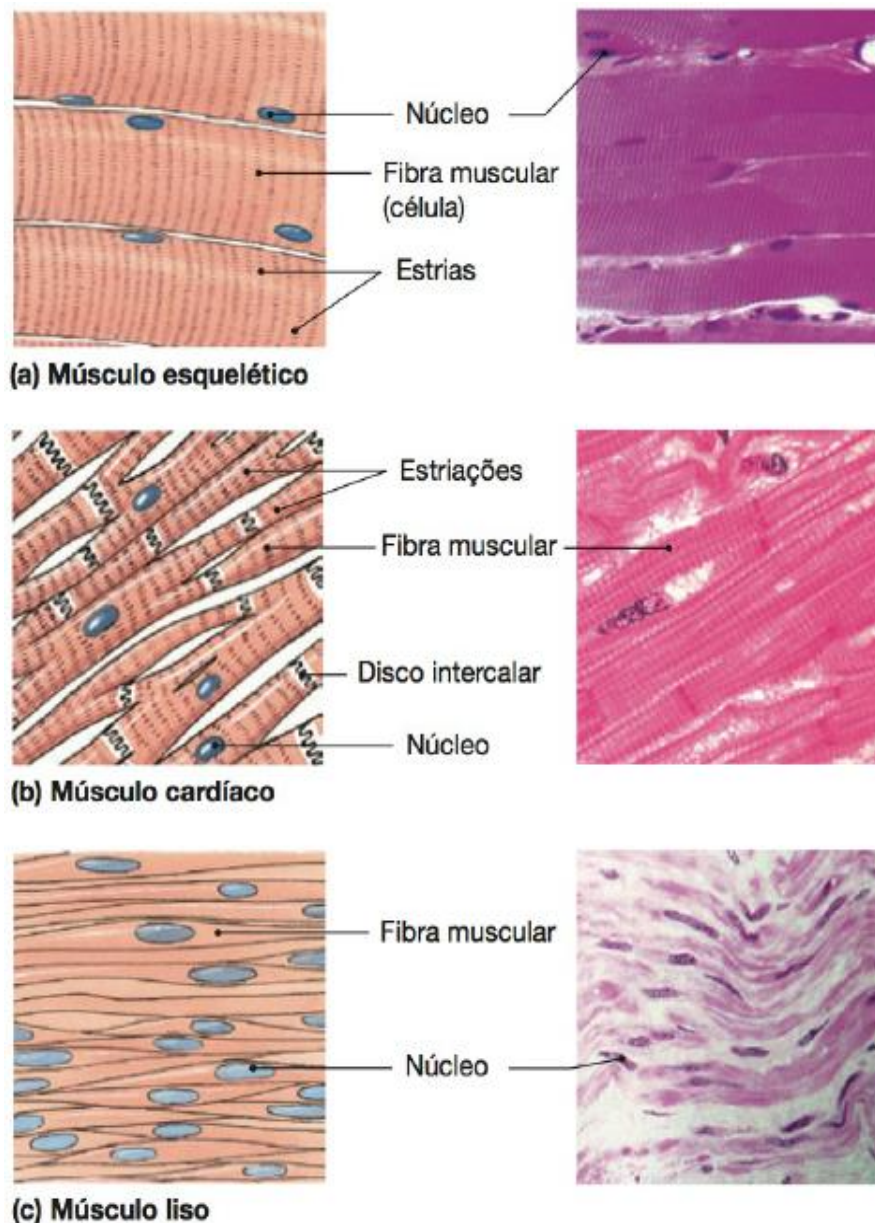 Núcleo
Fibra muscular
(célula)
Estrias
(a) Músculo esquelético
Estriações
Fibra muscular
Disco intercalar
Núcleo
(b) Músculo cardíaco
Fibra muscular
Núcleo
(c) Músculo liso